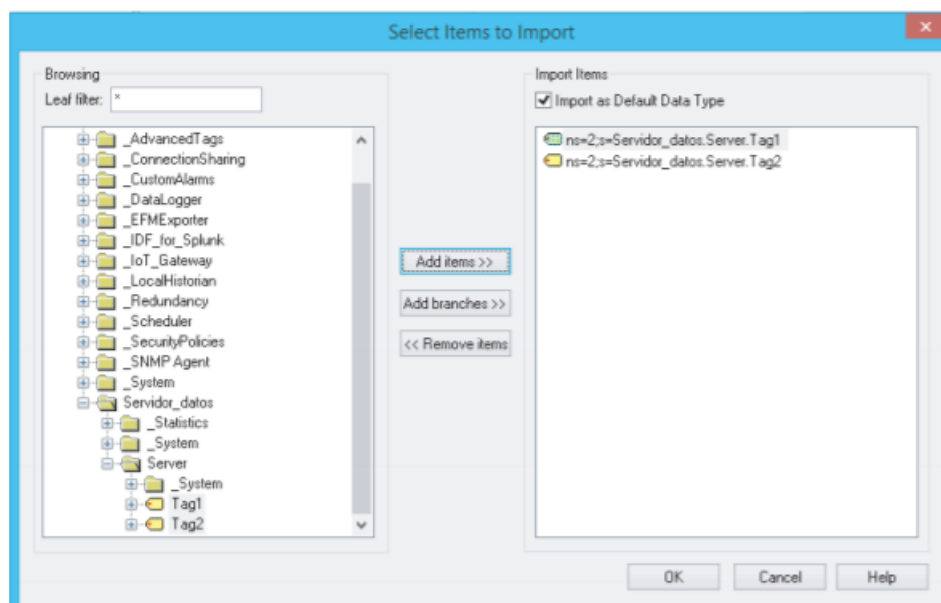 Select Items to Import
Browsing
Leaf filter: *
_AdvancedTags
_ConnectionSharing
_CustomAlarms
_DataLogger
_EFMExporter
_IDF_for_Splunk
_IoT_Gateway
_LocalHistorian
_Redundancy
_Scheduler
_SecurityPolicies
_SNMP Agent
_System
Servidor_datos
_Statistics
_System
Server
_System
Tag1
Tag2
Add items >>
Add branches >>
<< Remove items
Import Items
Import as Default Data Type
ns=2;s=Servidor_datos.Server.Tag1
ns=2;s=Servidor_datos.Server.Tag2
OK
Cancel
Help